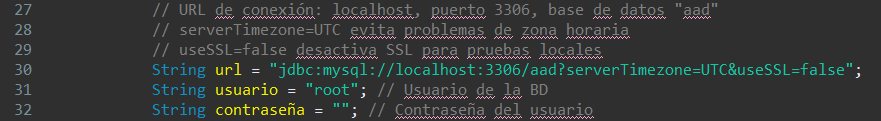 27 // URL de conexión: localhost, puerto 3306, base de datos "aad"
28 // serverTimezone=UTC evita problemas de zona horaria
29 // useSSL=false desactiva SSL para pruebas locales
30 String url = "jdbc:mysql://localhost:3306/aad?serverTimezone=UTC&useSSL=false";
31 String usuario = "root"; // Usuario de la BD
32 String contraseña = ""; // Contraseña del usuario